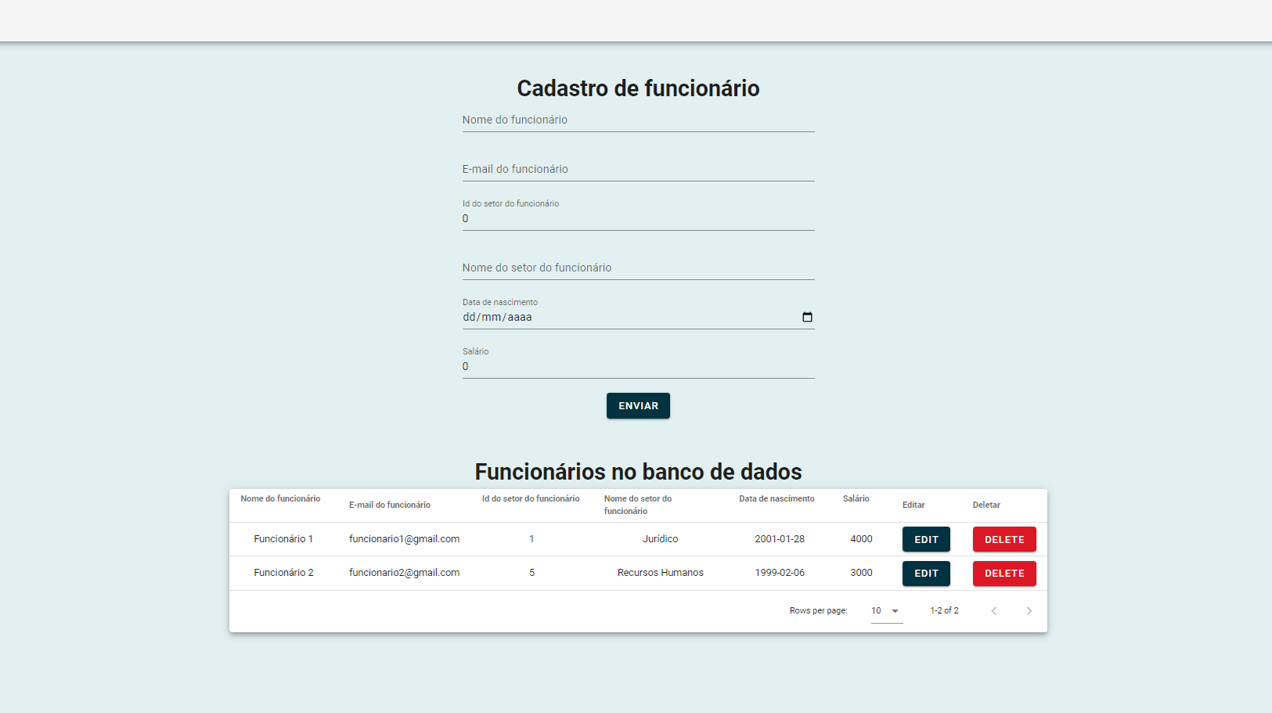 Cadastro de funcionário
Nome do funcionário
E-mail do funcionário
Id do setor do funcionário
0
Nome do setor do funcionário
Data de nascimento
dd/mm/aaaa
Salário
0
ENVIAR
Funcionários no banco de dados
Nome do funcionário E-mail do funcionário Id do setor do funcionário Nome do setor do funcionário Data de nascimento Salário Editar Deletar
Funcionário 1 funcionario1@gmail.com 1 Jurídico 2001-01-28 4000 EDIT DELETE
Funcionário 2 funcionario2@gmail.com 5 Recursos Humanos 1999-02-06 3000 EDIT DELETE
Rows per page: 10 1-2 of 2